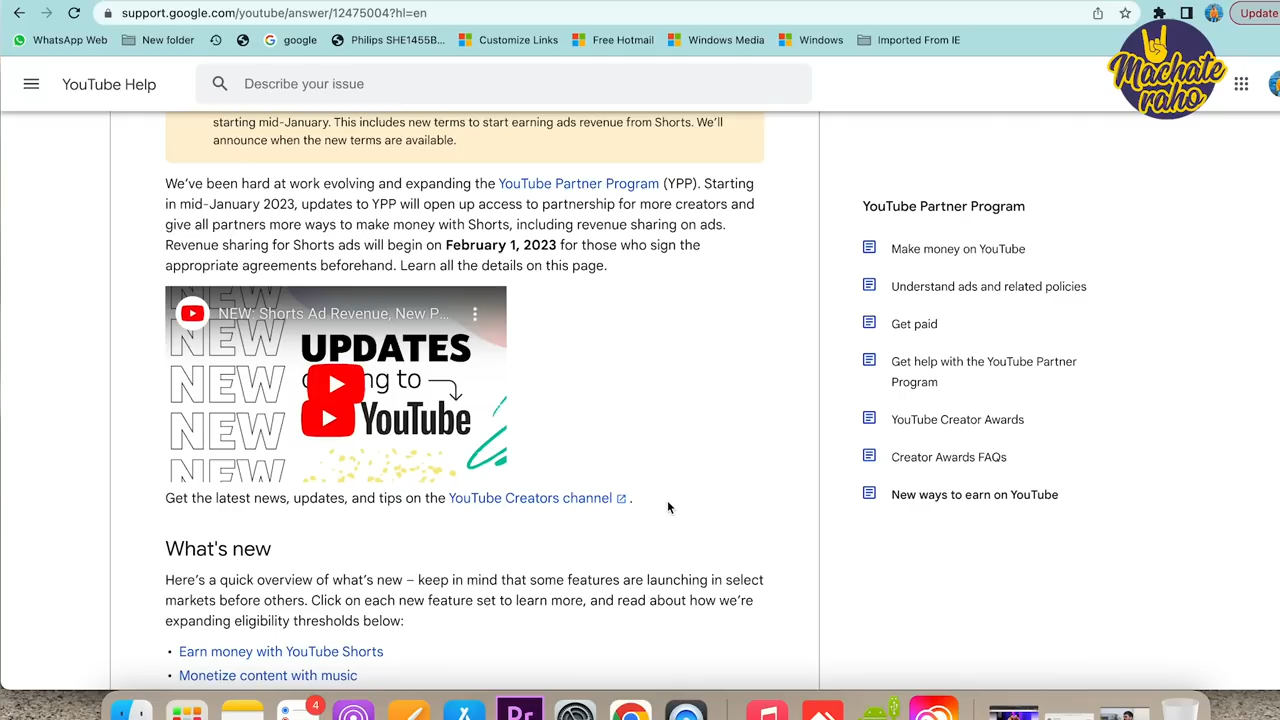 support.google.com/youtube/answer/12475004?hl=en
Update
WhatsApp Web
New folder
google
Philips SHE1455B...
Customize Links
Free Hotmail
Windows Media
Windows
Imported From IE
YouTube Help
Describe your issue
Machate
raho
starting mid-January. This includes new terms to start earning ads revenue from Shorts. We'll
announce when the new terms are available.
We've been hard at work evolving and expanding the YouTube Partner Program (YPP). Starting
in mid-January 2023, updates to YPP will open up access to partnership for more creators and
give all partners more ways to make money with Shorts, including revenue sharing on ads.
Revenue sharing for Shorts ads will begin on February 1, 2023 for those who sign the
appropriate agreements beforehand. Learn all the details on this page.
NEW: Shorts Ad Revenue, New P...
NEW
NEW
NEW
NEW
NEW
UPDATES
ng to
YouTube
Get the latest news, updates, and tips on the YouTube Creators channel .
What's new
Here's a quick overview of what's new – keep in mind that some features are launching in select
markets before others. Click on each new feature set to learn more, and read about how we're
expanding eligibility thresholds below:
• Earn money with YouTube Shorts
• Monetize content with music
YouTube Partner Program
Make money on YouTube
Understand ads and related policies
Get paid
Get help with the YouTube Partner
Program
YouTube Creator Awards
Creator Awards FAQs
New ways to earn on YouTube
4
Pr